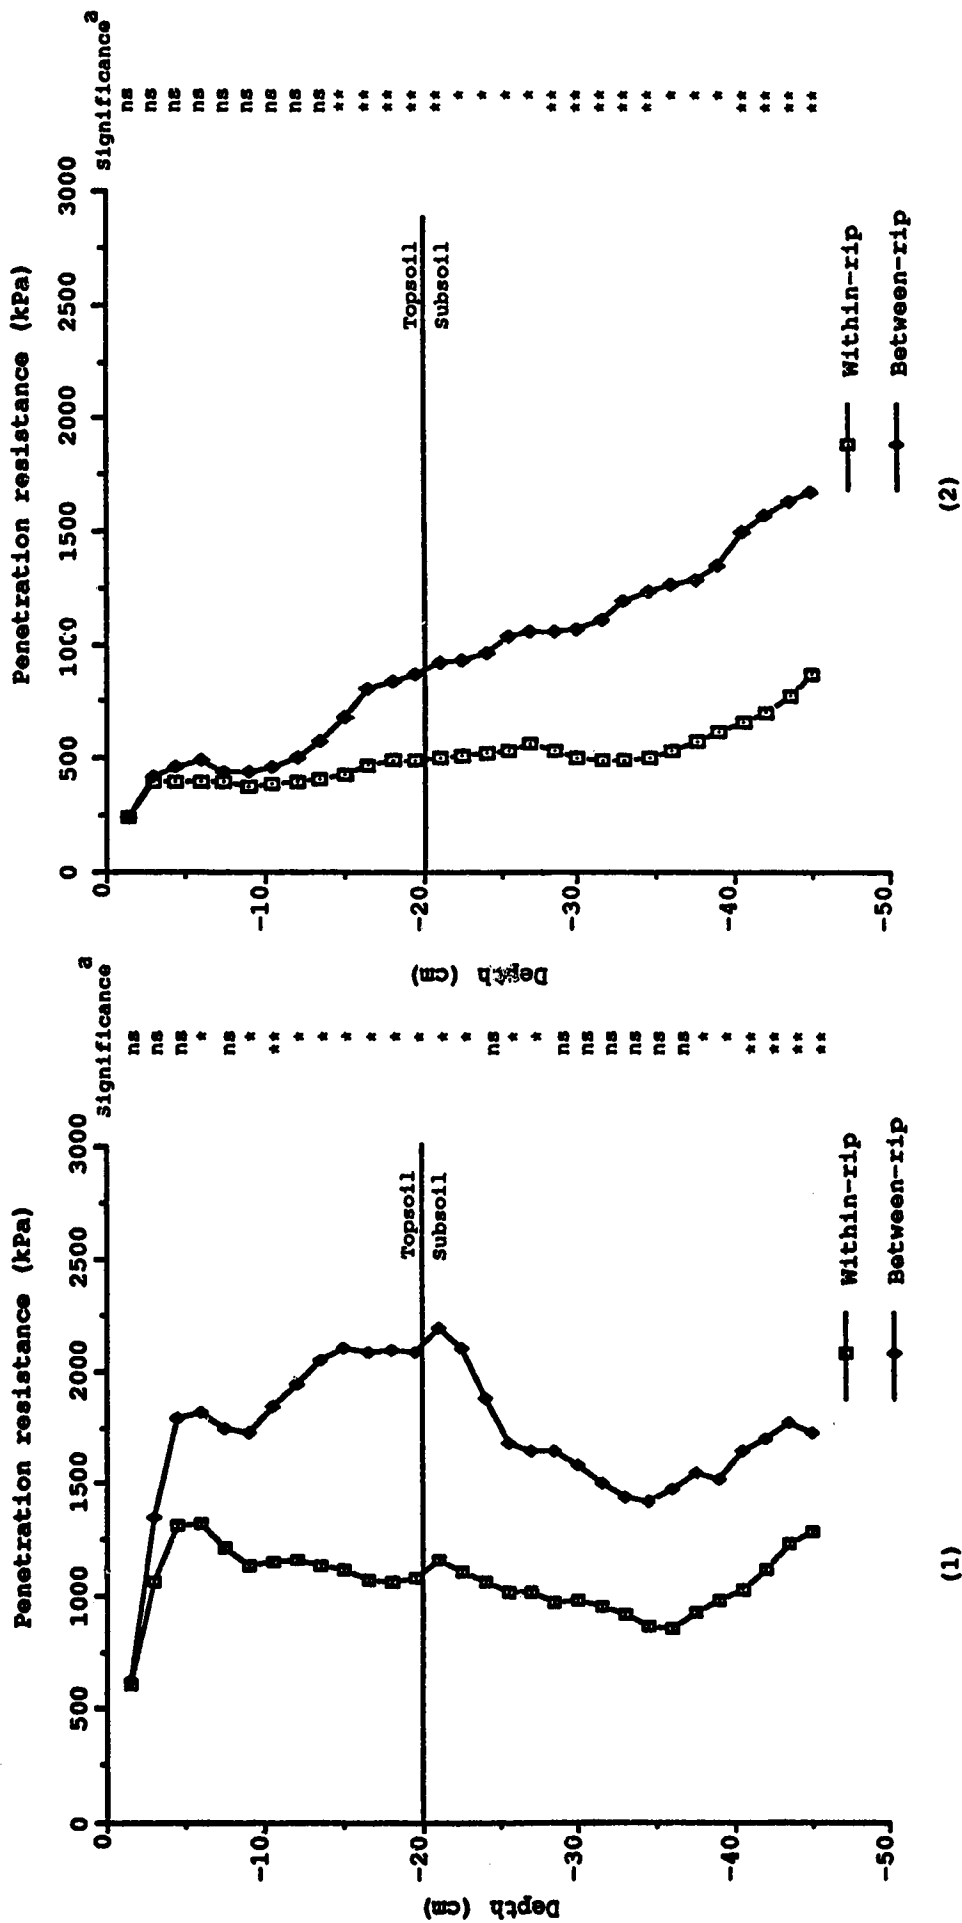 Penetration resistance (kPa)
0 500 1000 1500 2000 2500 3000
Significance a
Depth (cm)
0
-10
-20
-30
-40
-50
Topsoil
Subsoil
ns
ns
ns
*
ns
*
**
*
*
*
*
*
*
*
*
ns
*
*
ns
ns
ns
ns
ns
ns
*
*
**
**
**
**
Within-rip
Between-rip
(1)
Penetration resistance (kPa)
0 500 1000 1500 2000 2500 3000
Significance a
Depth (cm)
0
-10
-20
-30
-40
-50
Topsoil
Subsoil
ns
ns
ns
ns
ns
ns
ns
ns
ns
**
**
**
**
**
*
*
*
*
**
**
**
**
**
*
*
*
**
**
**
**
Within-rip
Between-rip
(2)